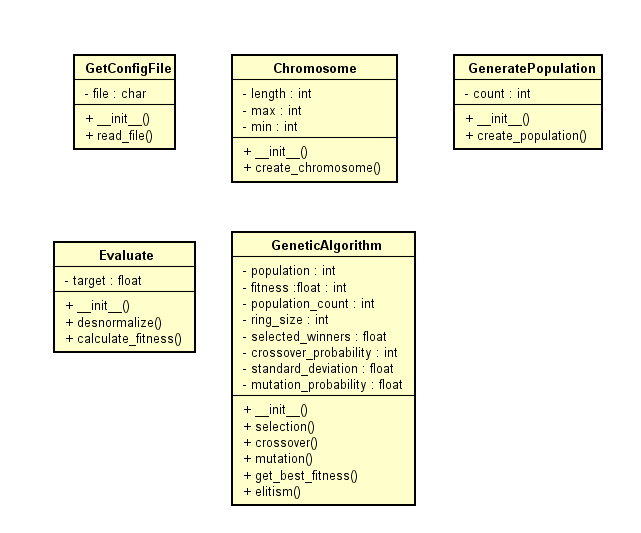 GetConfigFile
- file : char
+ __init__()
+ read_file()
Chromosome
- length : int
- max : int
- min : int
+ __init__()
+ create_chromosome()
GeneratePopulation
- count : int
+ __init__()
+ create_population()
Evaluate
- target : float
+ __init__()
+ desnormalize()
+ calculate_fitness()
GeneticAlgorithm
- population : int
- fitness :float : int
- population_count : int
- ring_size : int
- selected_winners : float
- crossover_probability : int
- standard_deviation : float
- mutation_probability : float
+ __init__()
+ selection()
+ crossover()
+ mutation()
+ get_best_fitness()
+ elitism()